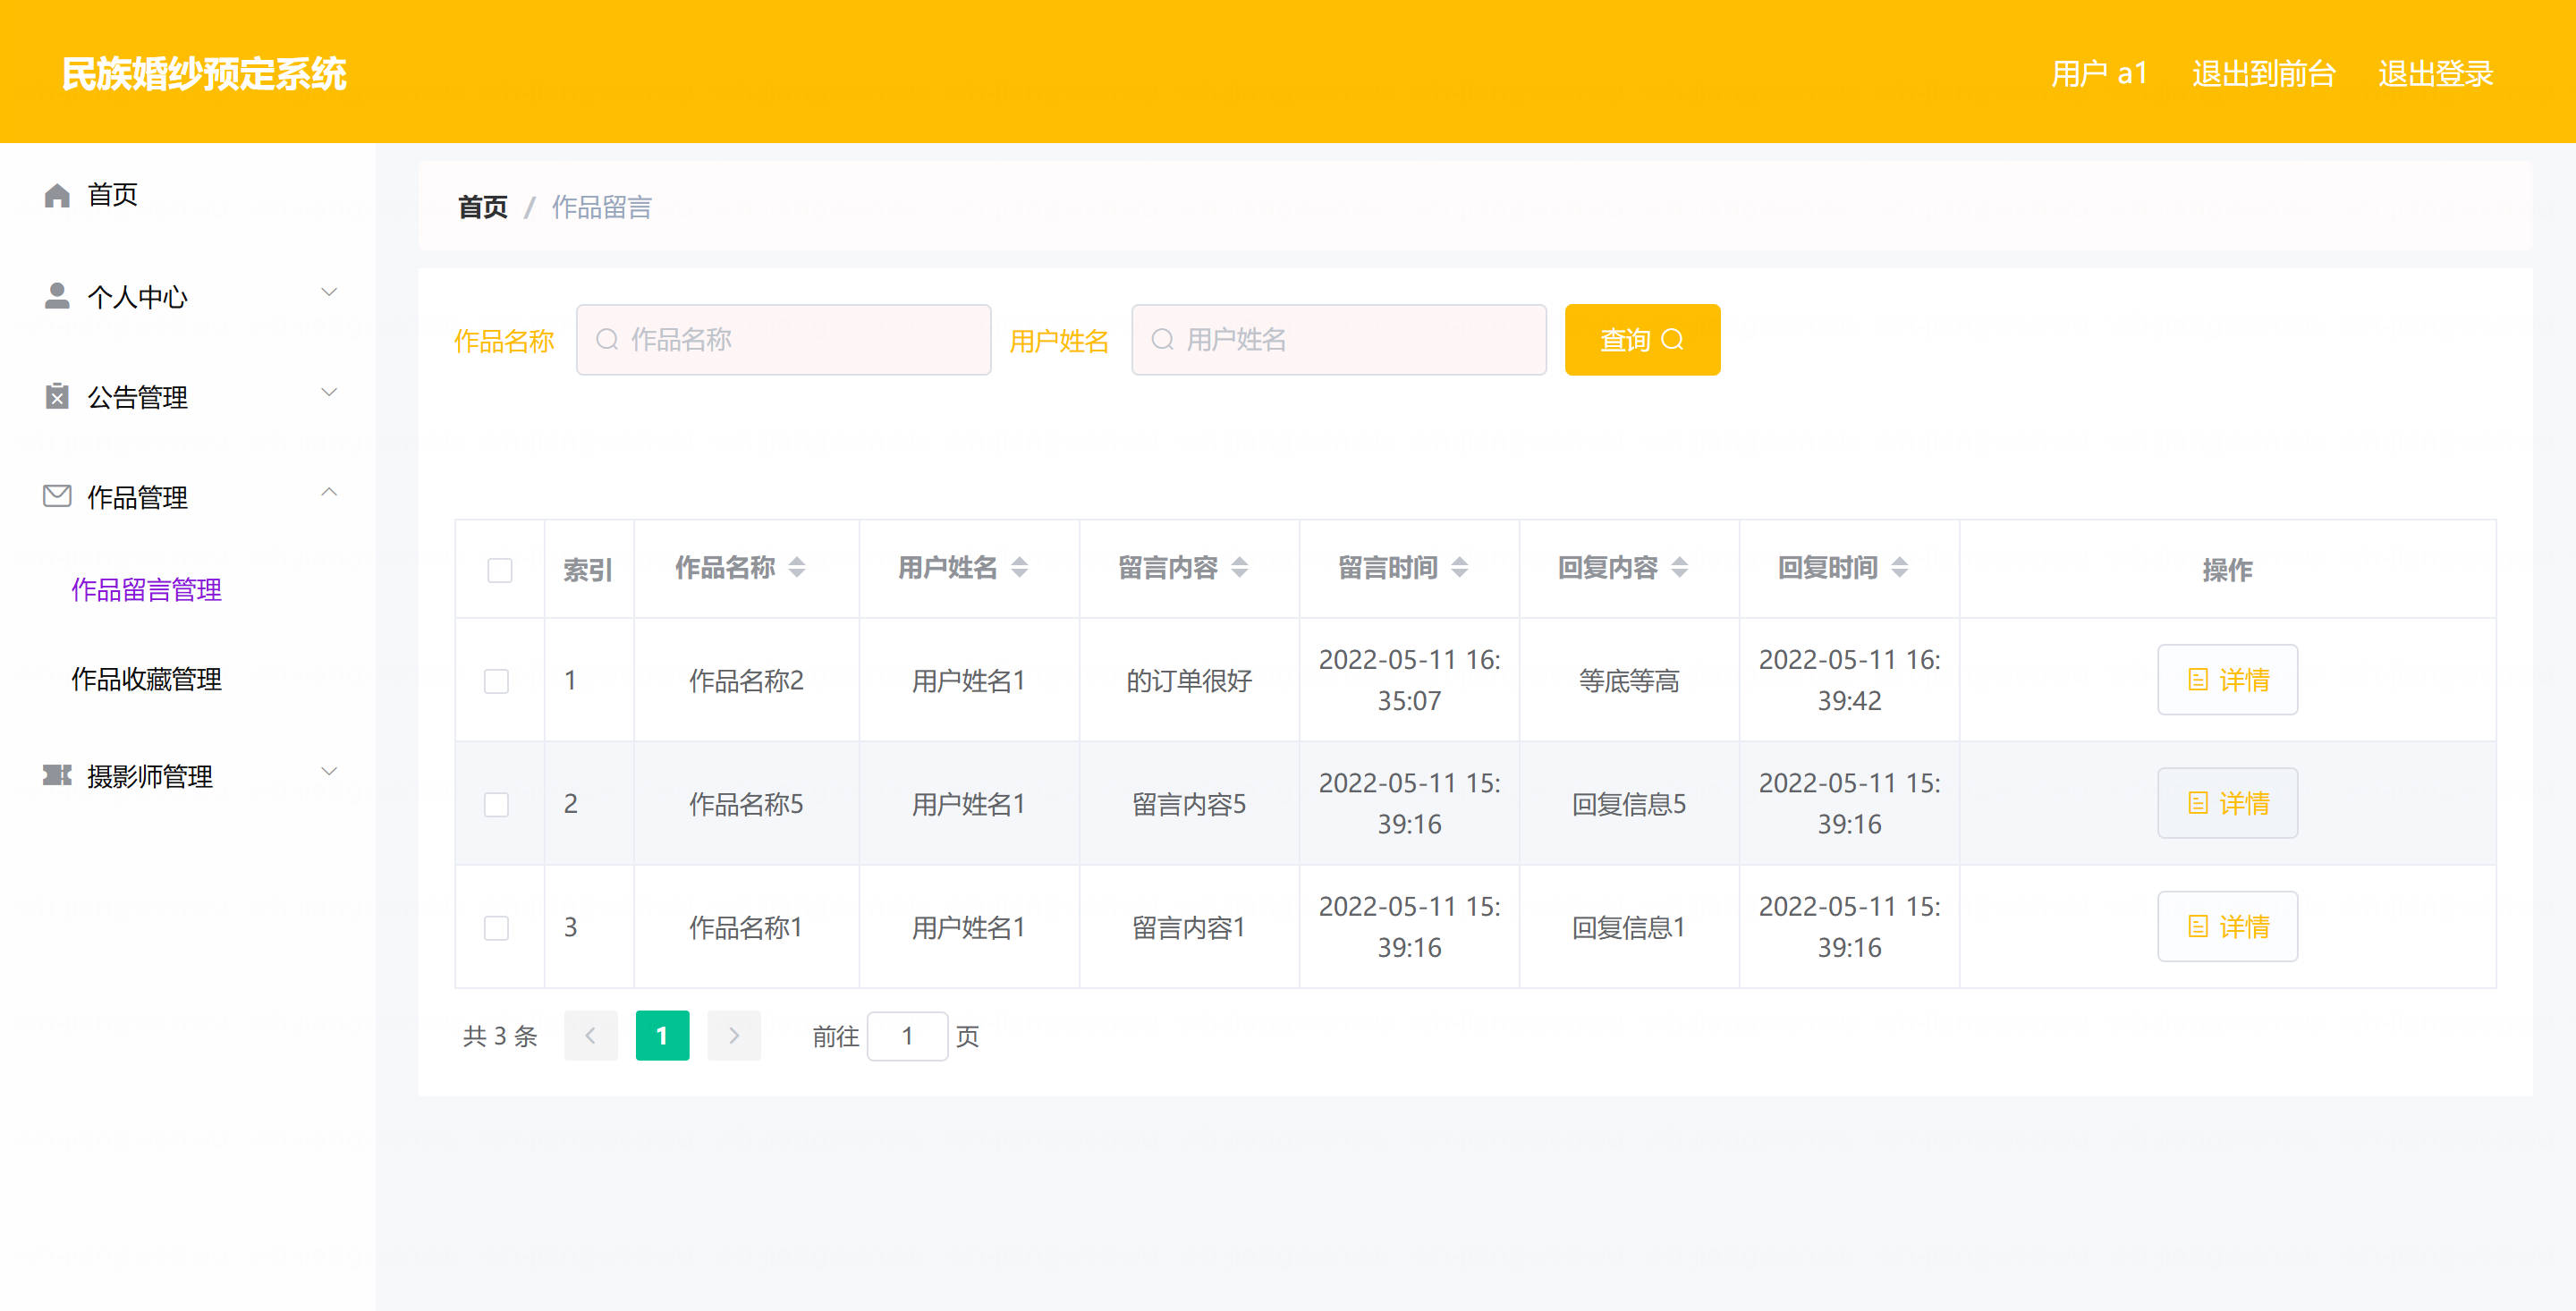 民族婚纱预定系统
用户 a1 退出到前台 退出登录
首页
个人中心
公告管理
作品管理
作品留言管理
作品收藏管理
摄影师管理
首页 / 作品留言
作品名称 作品名称 用户姓名 用户姓名 查询
索引 作品名称 用户姓名 留言内容 留言时间 回复内容 回复时间 操作
1 作品名称2 用户姓名1 的订单很好 2022-05-11 16:35:07 等底等高 2022-05-11 16:39:42 详情
2 作品名称5 用户姓名1 留言内容5 2022-05-11 15:39:16 回复信息5 2022-05-11 15:39:16 详情
3 作品名称1 用户姓名1 留言内容1 2022-05-11 15:39:16 回复信息1 2022-05-11 15:39:16 详情
共 3 条 1 前往 1 页